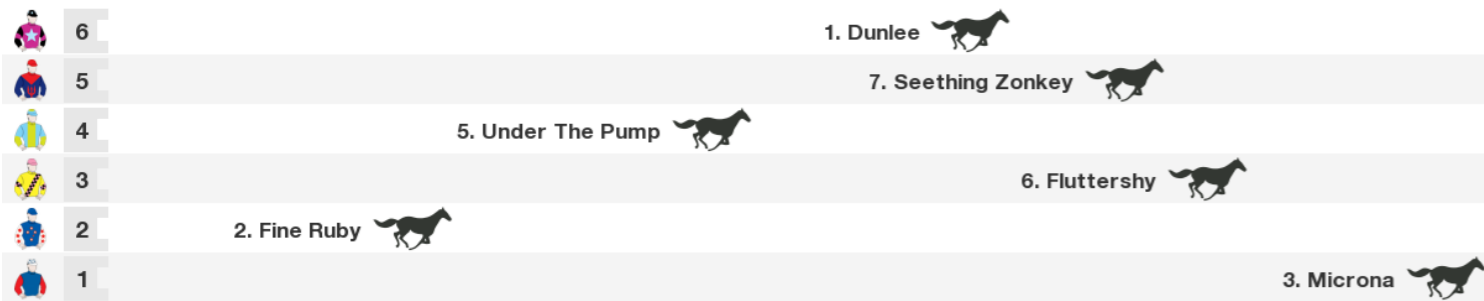 6 1. Dunlee
5 7. Seething Zonkey
4 5. Under The Pump
3 6. Fluttershy
2 2. Fine Ruby
1 3. Microna